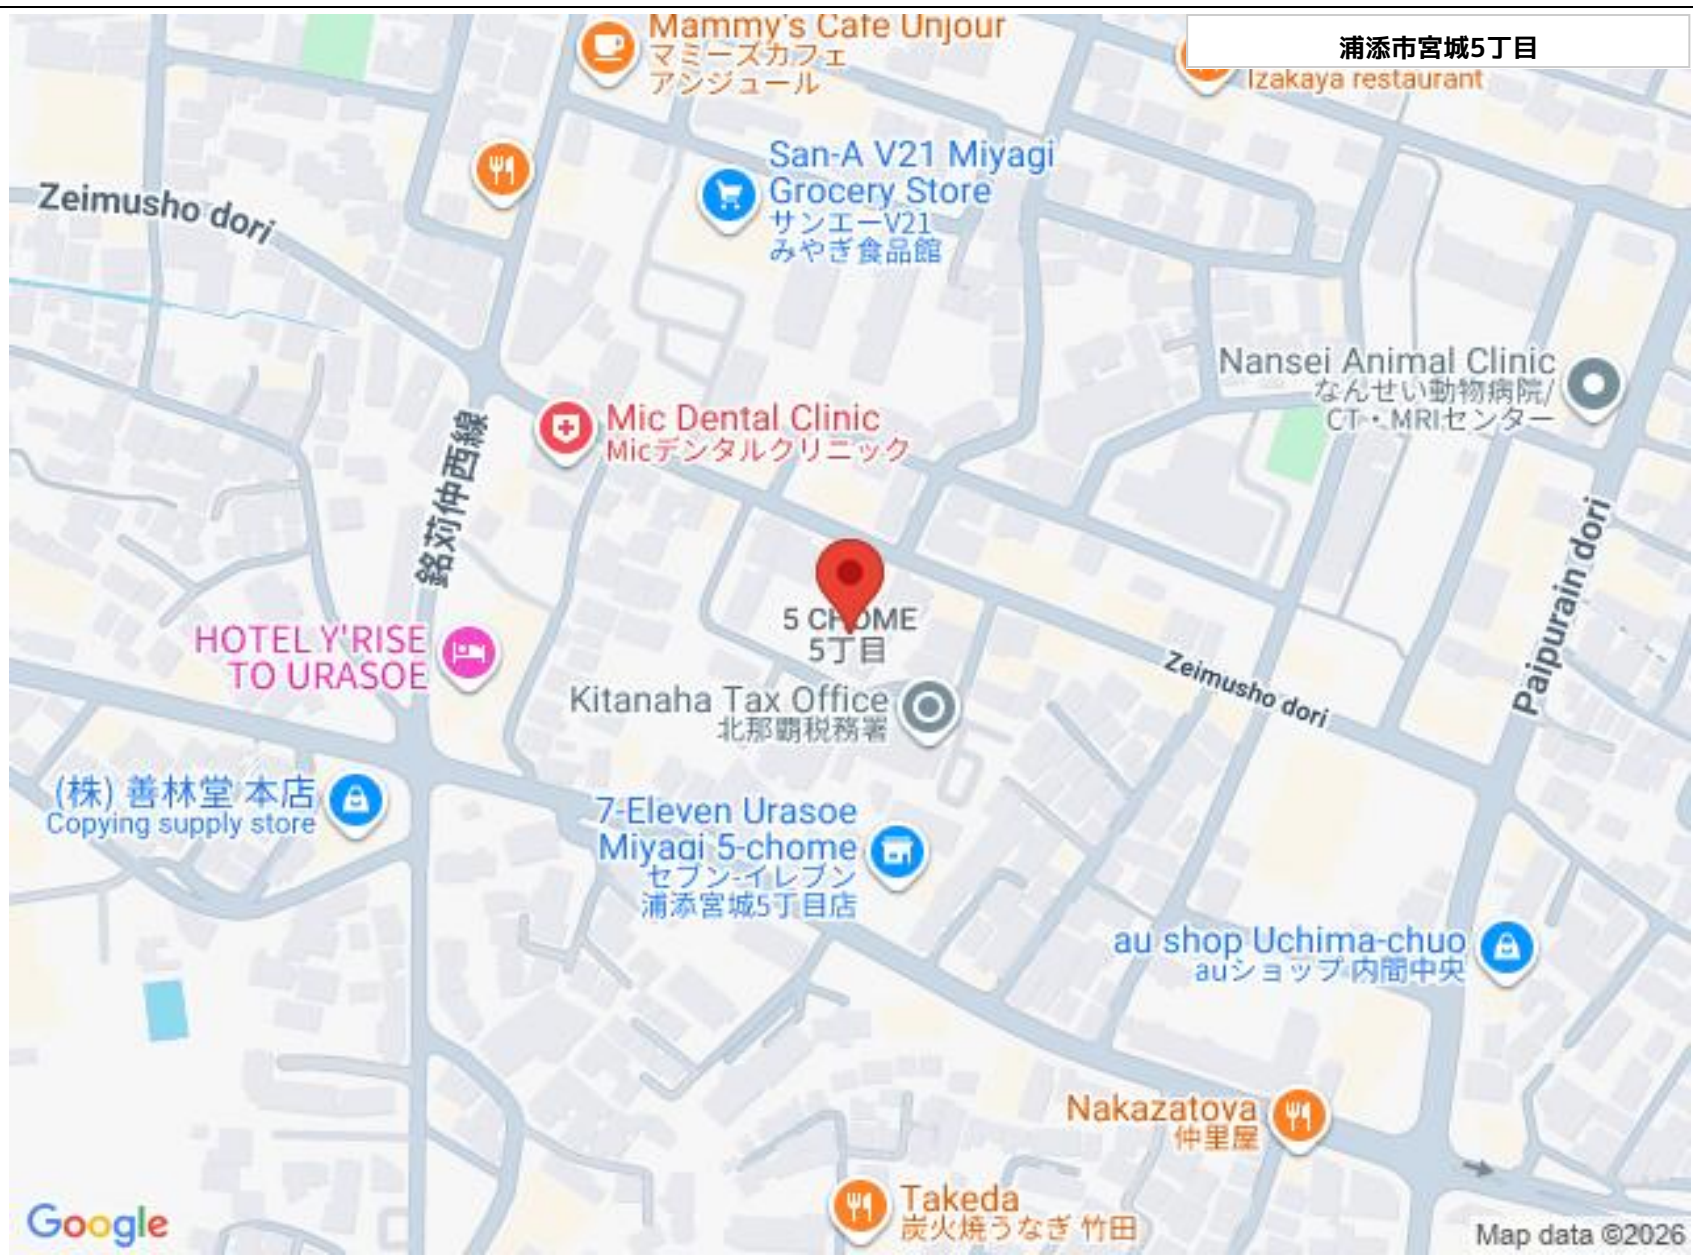 Mammy's Cafe Unjour
マミーズカフェ
アンジュール
浦添市宮城5丁目
Izakaya restaurant
San-A V21 Miyagi
Grocery Store
サンエーV21
みやぎ食品館
Zeimusho dori
Nansei Animal Clinic
なんせい動物病院/
CT・MRIセンター
Mic Dental Clinic
Micデンタルクリニック
銘苅仲西線
Paipurain dori
5 CHOME
5丁目
HOTEL Y'RISE
TO URASOE
Zeimusho dori
Kitanaha Tax Office
北那覇税務署
(株) 善林堂 本店
Copying supply store
7-Eleven Urasoe
Miyagi 5-chome
セブン-イレブン
浦添宮城5丁目店
au shop Uchima-chuo
auショップ 内間中央
Nakazatoya
仲里屋
Takeda
炭火焼うなぎ 竹田
Google
Map data ©2026